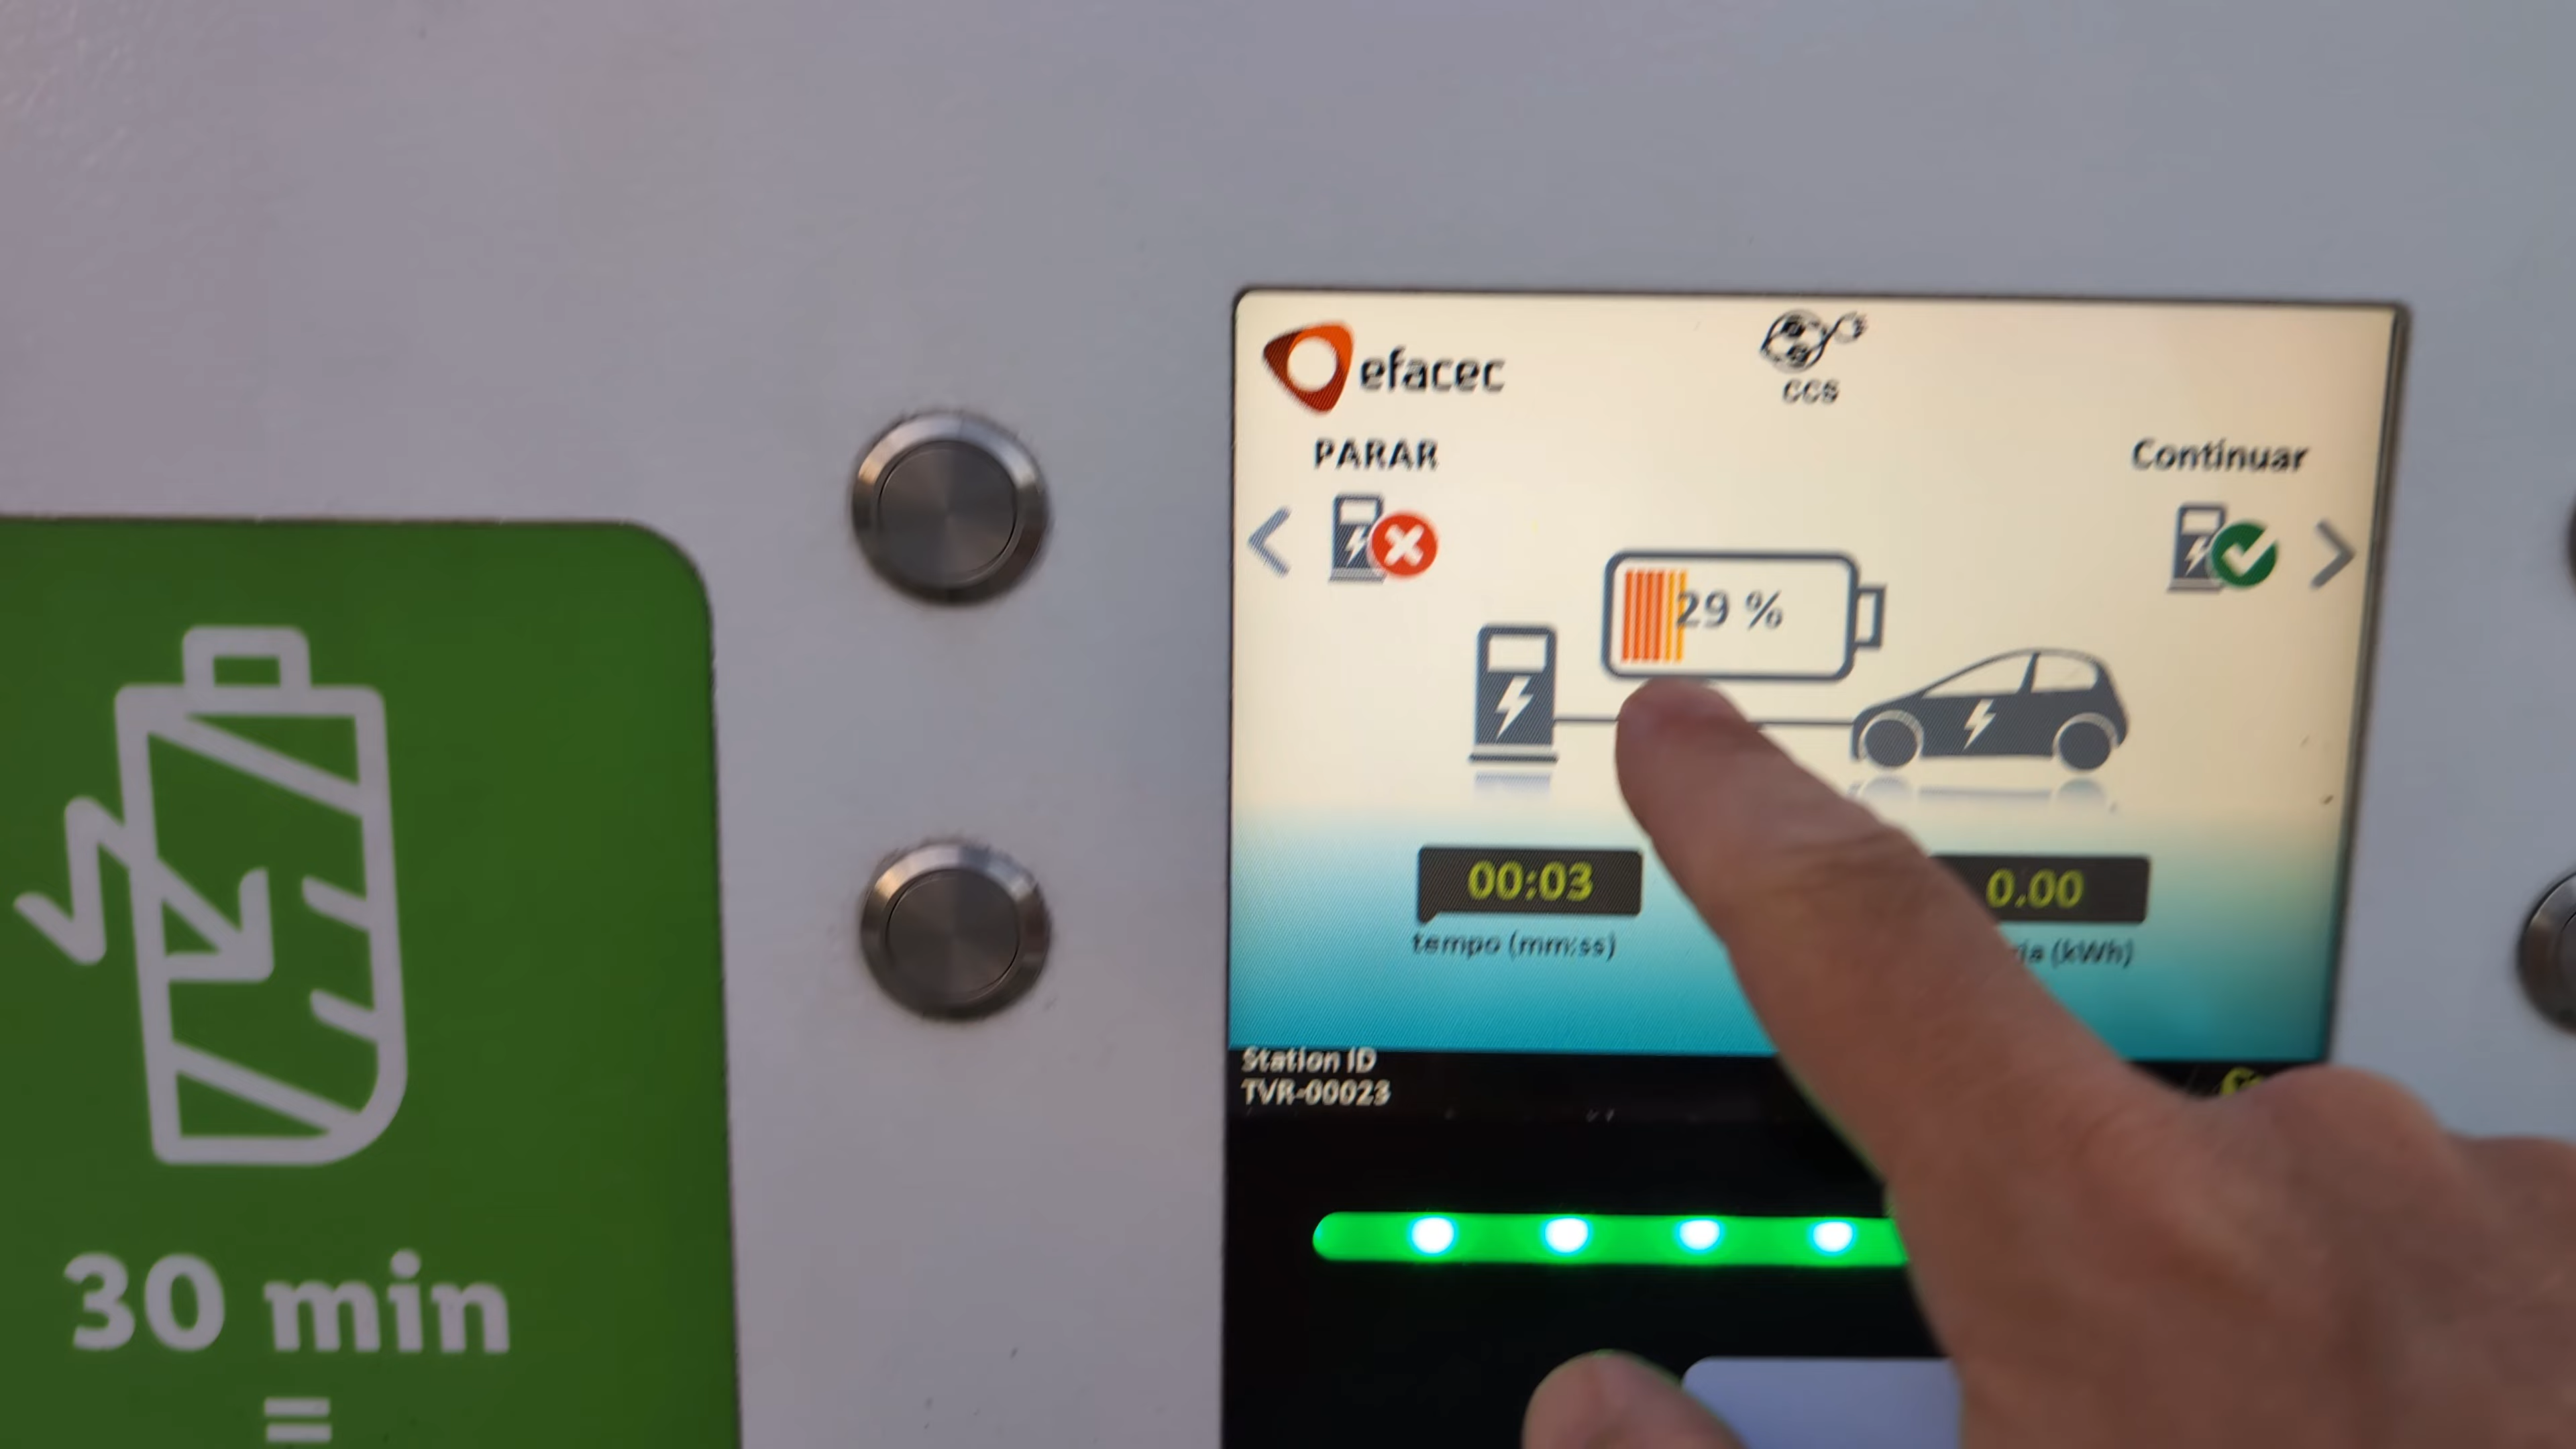 30 min
=
efacec
CCS
PARAR
Continuar
29 %
00:03
0.00
tempo (mm:ss)
(kWh)
Station ID
TVR-00023